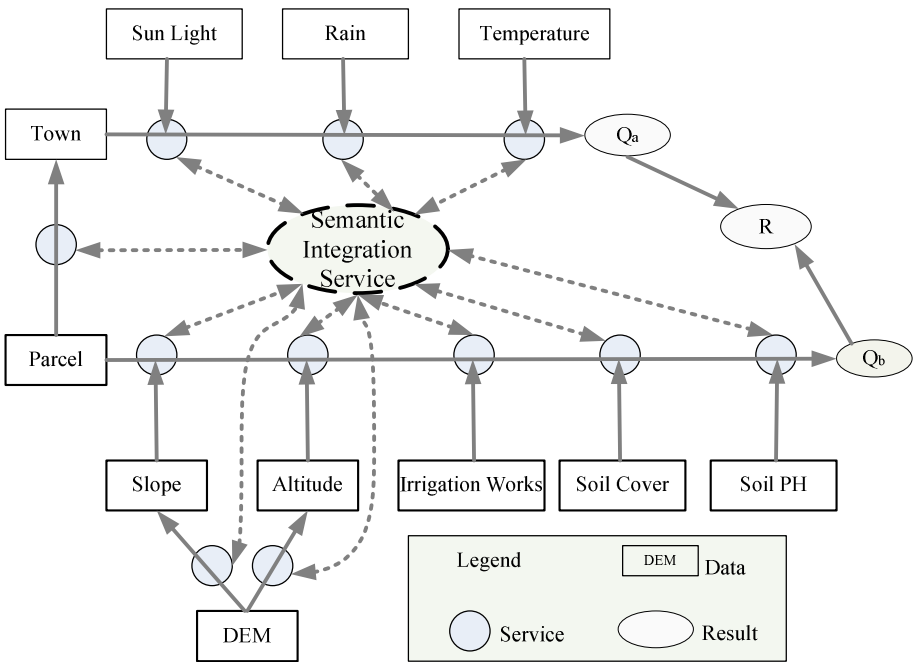 Sun Light
Rain
Temperature
Town
Qa
Semantic
Integration
Service
R
Parcel
Qb
Slope
Altitude
Irrigation Works
Soil Cover
Soil PH
DEM
Legend
DEM
Data
Service
Result